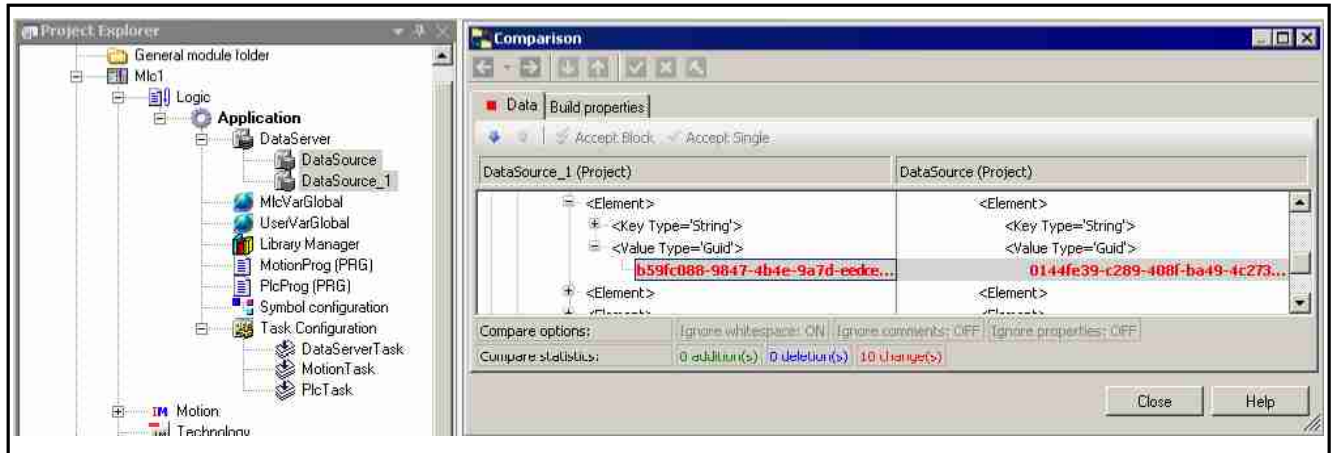 Project Explorer
General module folder
Mlc1
Logic
Application
DataServer
DataSource
DataSource_1
MlcVarGlobal
UserVarGlobal
Library Manager
MotionProg (PRG)
PlcProg (PRG)
Symbol configuration
Task Configuration
DataServerTask
MotionTask
PlcTask
IM Motion
Technology
Comparison
Data Build properties
Accept Block Accept Single
DataSource_1 (Project) DataSource (Project)
<Element> <Element>
<Key Type='String'> <Key Type='String'>
<Value Type='Guid'> <Value Type='Guid'>
b59fc088-9847-4b4e-9a7d-eedce... 0144fe39-c289-408f-ba49-4c273...
<Element> <Element>
Compare options: Ignore whitespace: ON Ignore comments: OFF Ignore properties: OFF
Compare statistics: 0 addition(s) 0 deletion(s) 10 change(s)
Close Help